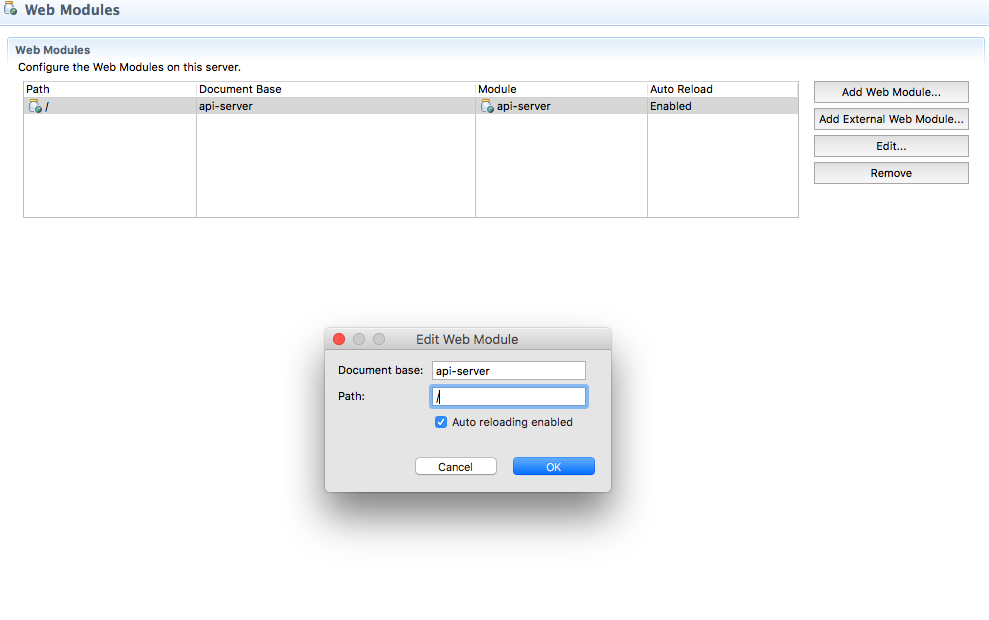 Web Modules
Web Modules
Configure the Web Modules on this server.
Path Document Base Module Auto Reload
/ api-server api-server Enabled
Add Web Module...
Add External Web Module...
Edit...
Remove
Edit Web Module
Document base: api-server
Path: /
Auto reloading enabled
Cancel OK